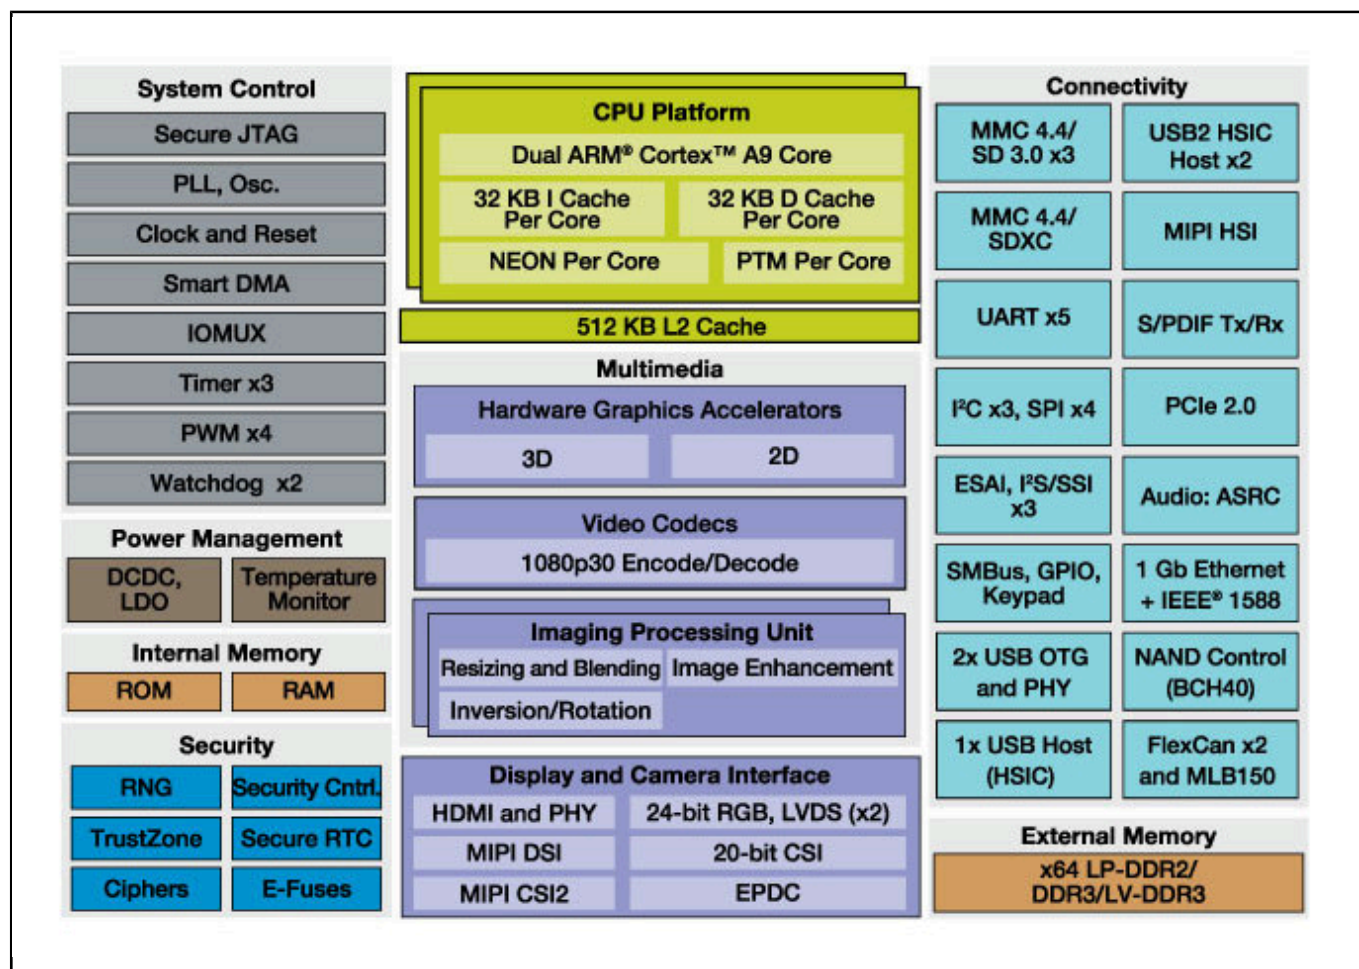 System Control
Secure JTAG
PLL, Osc.
Clock and Reset
Smart DMA
IOMUX
Timer x3
PWM x4
Watchdog x2
Power Management
DCDC,
LDO
Temperature
Monitor
Internal Memory
ROM
RAM
Security
RNG
Security Cntrl.
TrustZone
Secure RTC
Ciphers
E-Fuses
CPU Platform
Dual ARM® Cortex™ A9 Core
32 KB I Cache
Per Core
32 KB D Cache
Per Core
NEON Per Core
PTM Per Core
512 KB L2 Cache
Multimedia
Hardware Graphics Accelerators
3D
2D
Video Codecs
1080p30 Encode/Decode
Imaging Processing Unit
Resizing and Blending
Image Enhancement
Inversion/Rotation
Display and Camera Interface
HDMI and PHY
24-bit RGB, LVDS (x2)
MIPI DSI
20-bit CSI
MIPI CSI2
EPDC
Connectivity
MMC 4.4/
SD 3.0 x3
USB2 HSIC
Host x2
MMC 4.4/
SDXC
MIPI HSI
UART x5
S/PDIF Tx/Rx
I²C x3, SPI x4
PCIe 2.0
ESAI, I²S/SSI
x3
Audio: ASRC
SMBus, GPIO,
Keypad
1 Gb Ethernet
+ IEEE® 1588
2x USB OTG
and PHY
NAND Control
(BCH40)
1x USB Host
(HSIC)
FlexCan x2
and MLB150
External Memory
x64 LP-DDR2/
DDR3/LV-DDR3